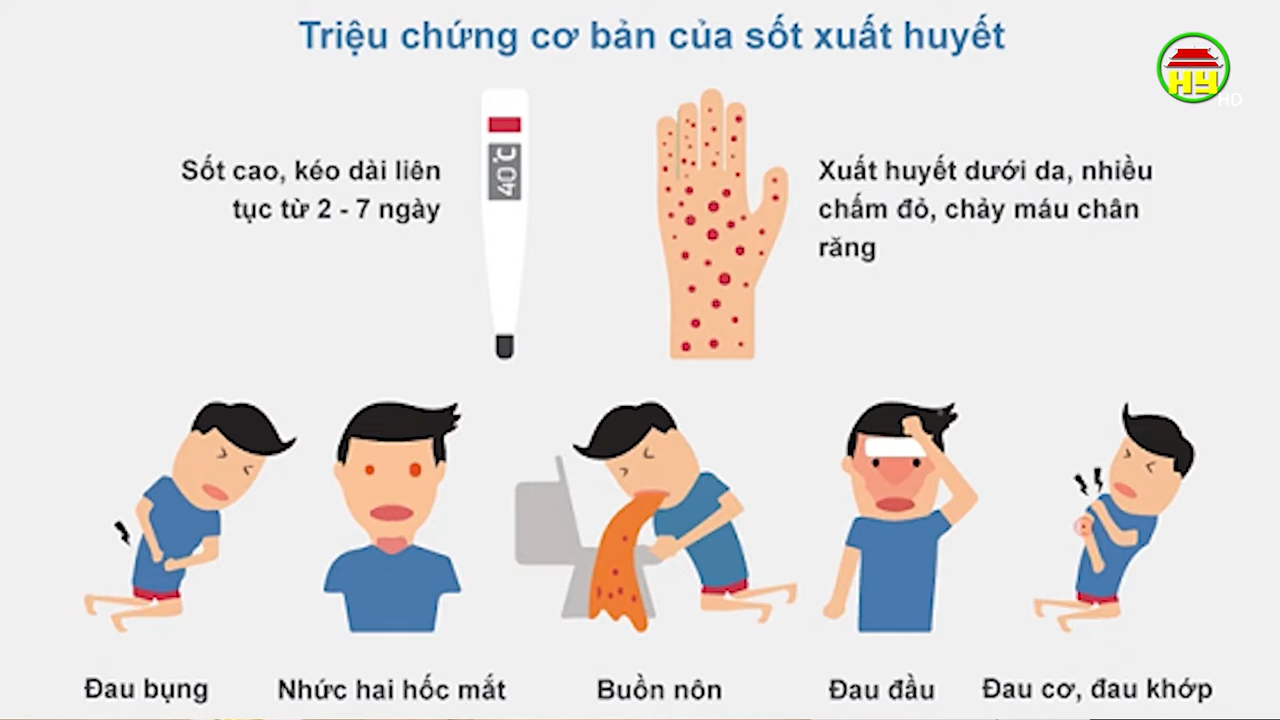 Triệu chứng cơ bản của sốt xuất huyết
HY
HD
40°C
Sốt cao, kéo dài liên
tục từ 2 - 7 ngày
Xuất huyết dưới da, nhiều
chấm đỏ, chảy máu chân
răng
Đau bụng
Nhức hai hốc mắt
Buồn nôn
Đau đầu
Đau cơ, đau khớp